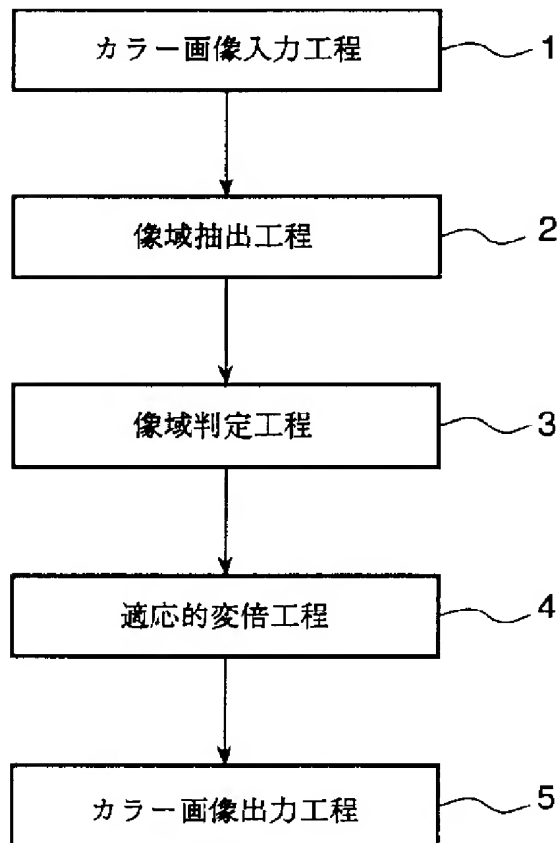 カラー画像入力工程 1
像域抽出工程 2
像域判定工程 3
適応的変倍工程 4
カラー画像出力工程 5